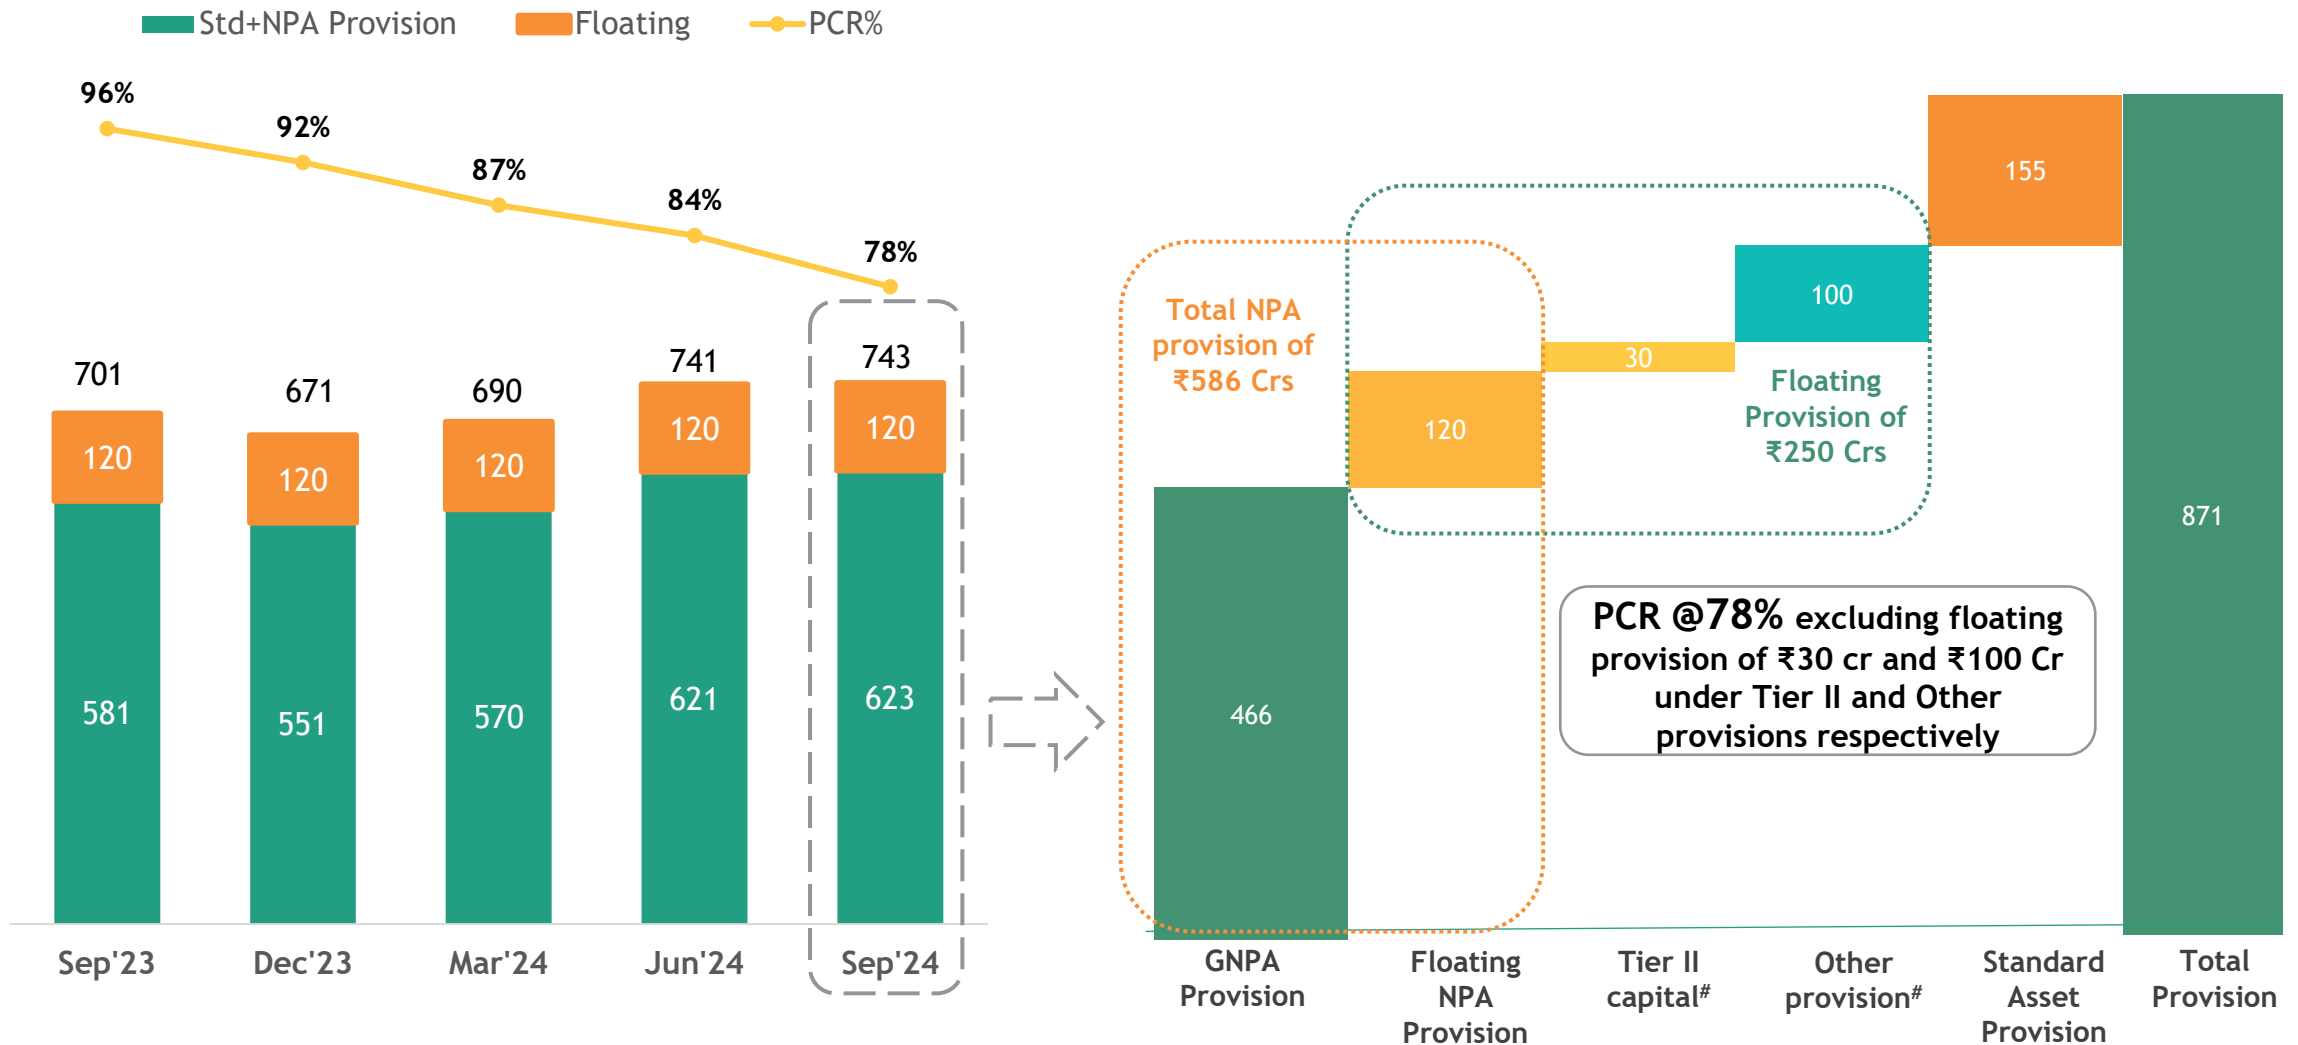 Std+NPA Provision
Floating
PCR%
96%
92%
87%
84%
78%
701
671
690
741
743
120
120
120
120
120
581
551
570
621
623
Sep'23
Dec'23
Mar'24
Jun'24
Sep'24
Total NPA
provision of
₹586 Crs
Floating
Provision of
₹250 Crs
466
120
30
100
155
871
PCR @78% excluding floating
provision of ₹30 cr and ₹100 Cr
under Tier II and Other
provisions respectively
GNPA
Provision
Floating
NPA
Provision
Tier II
capital#
Other
provision#
Standard
Asset
Provision
Total
Provision